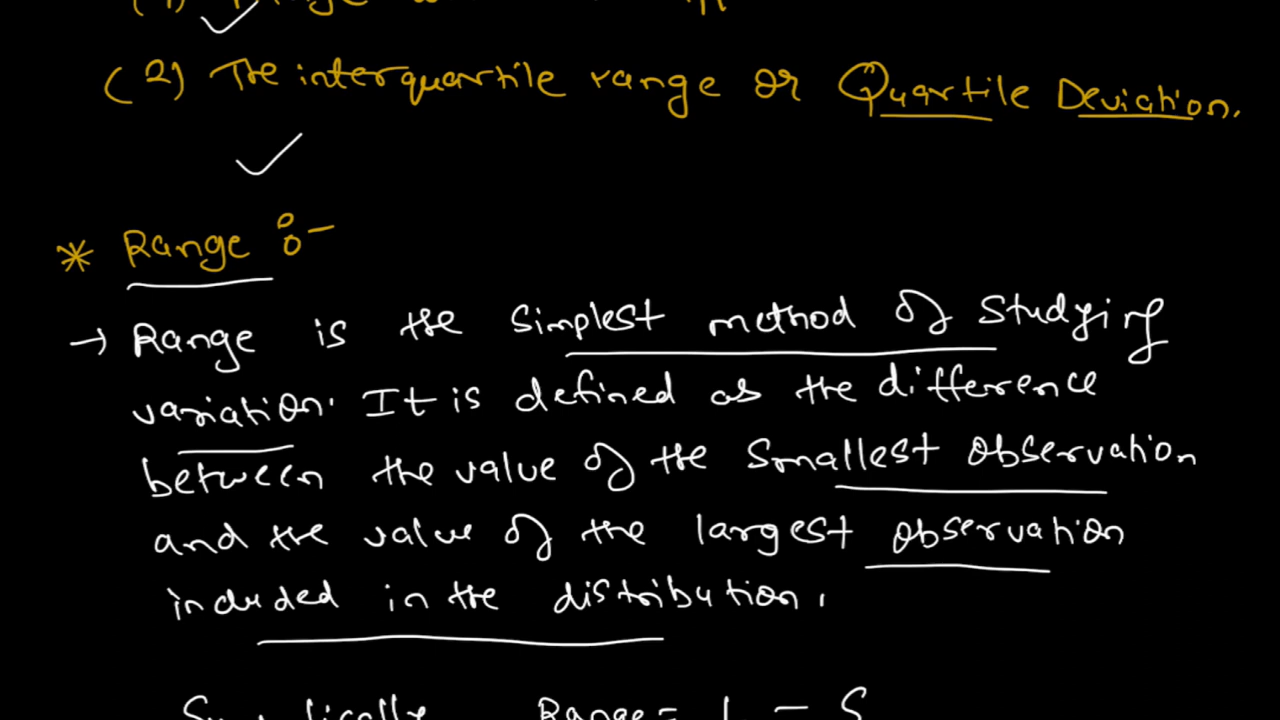 (2) The interquartile range or Quartile Deviation.
* Range :-
→ Range is the simplest method of studying
variation. It is defined as the difference
between the value of the smallest observation
and the value of the largest observation
included in the distribution.
Range = L - S